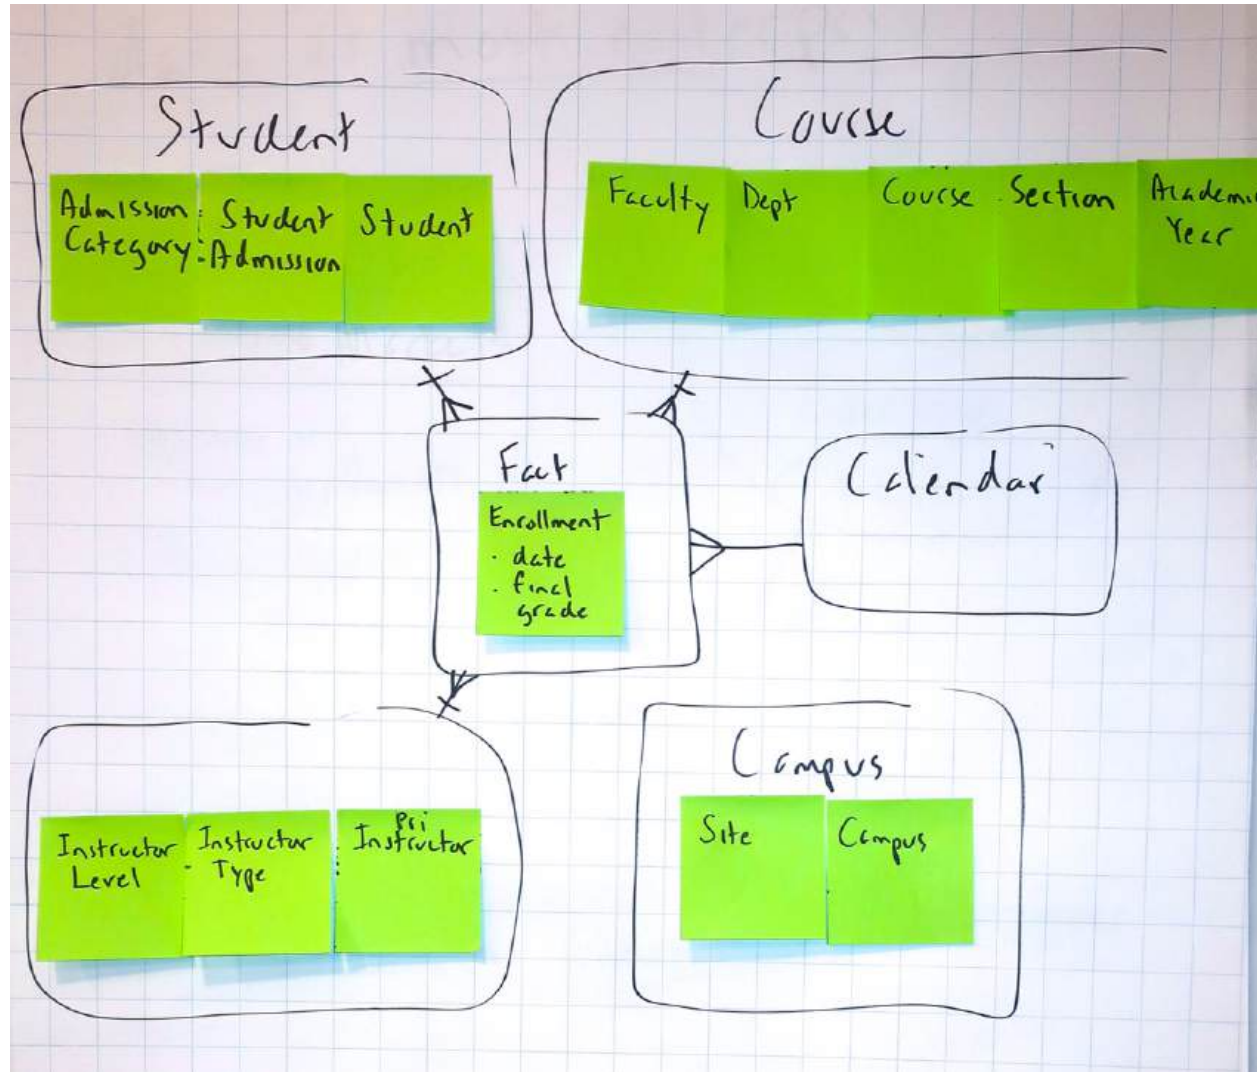 Student
Admission
Category
Student
Admission
Student
Course
Faculty
Dept
Course
Section
Academi
Year
Fact
Enrollment
· date
· final
grade
Calendar
Instructor
Level
Instructor
Type
Pri
Instructor
Campus
Site
Campus